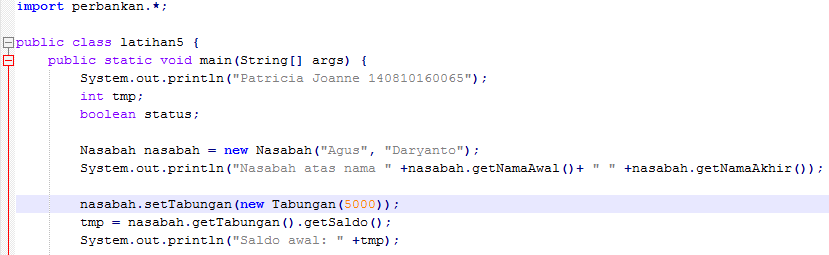 import perbankan.*;
public class latihan5 {
public static void main(String[] args) {
System.out.println("Patricia Joanne 140810160065");
int tmp;
boolean status;
Nasabah nasabah = new Nasabah("Agus", "Daryanto");
System.out.println("Nasabah atas nama " +nasabah.getNamaAwal()+ " " +nasabah.getNamaAkhir());
nasabah.setTabungan(new Tabungan(5000));
tmp = nasabah.getTabungan().getSaldo();
System.out.println("Saldo awal: " +tmp);